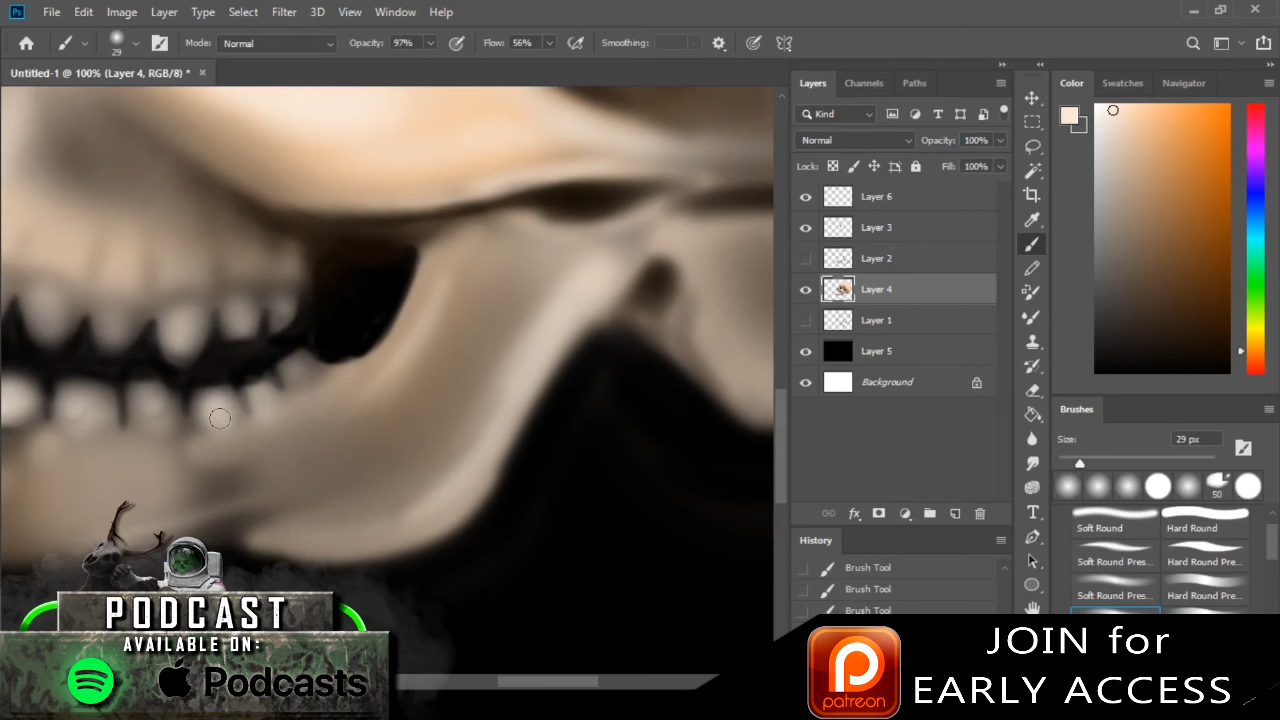 Ps File Edit Image Layer Type Select Filter 3D View Window Help
29 Mode: Normal Opacity: 97% Flow: 56% Smoothing:
Untitled-1 @ 100% (Layer 4, RGB/8) * ×
Layers Channels Paths
Kind
Normal Opacity: 100%
Lock: Fill: 100%
Layer 6
Layer 3
Layer 2
Layer 4
Layer 1
Layer 5
Background
fx
History
Brush Tool
Brush Tool
Brush Tool
Color Swatches Navigator
Brushes
Size: 29 px
50
Soft Round Hard Round
Soft Round Pres... Hard Round Pre...
Soft Round Pres... Hard Round Pre...
PODCAST
AVAILABLE ON:
Podcasts
patreon
JOIN for
EARLY ACCESS